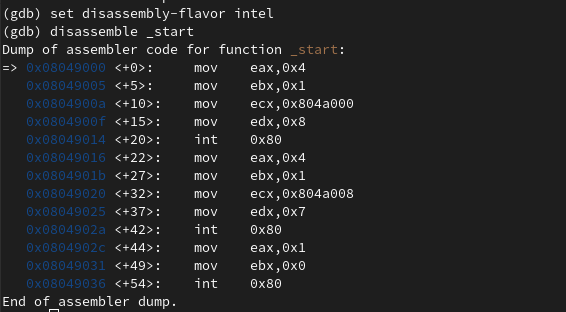 (gdb) set disassembly-flavor intel
(gdb) disassemble _start
Dump of assembler code for function _start:
=> 0x08049000 <+0>:     mov    eax,0x4
   0x08049005 <+5>:     mov    ebx,0x1
   0x0804900a <+10>:    mov    ecx,0x804a000
   0x0804900f <+15>:    mov    edx,0x8
   0x08049014 <+20>:    int    0x80
   0x08049016 <+22>:    mov    eax,0x4
   0x0804901b <+27>:    mov    ebx,0x1
   0x08049020 <+32>:    mov    ecx,0x804a008
   0x08049025 <+37>:    mov    edx,0x7
   0x0804902a <+42>:    int    0x80
   0x0804902c <+44>:    mov    eax,0x1
   0x08049031 <+49>:    mov    ebx,0x0
   0x08049036 <+54>:    int    0x80
End of assembler dump.